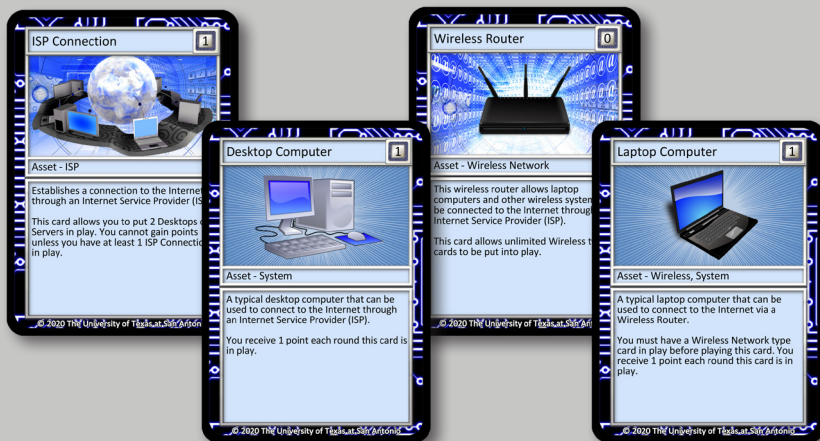 ISP Connection
1
Asset - ISP
Establishes a connection to the Internet
through an Internet Service Provider
This card allows you to put 2 Desktops
Servers in play. You cannot gain points
unless you have at least 1 ISP
in play.
© 2020 The University of Texas at San
Desktop Computer
1
Asset - System
A typical desktop computer that can be
used to connect to the Internet through
an Internet Service Provider (ISP).
You receive 1 point each round this card is
in play.
© 2020 The University of Texas at San Antonio
Wireless Router
0
Asset - Wireless Network
This wireless router allows laptop
computers and other wireless
be connected to the Internet
Internet Service Provider (ISP).
This card allows unlimited Wireless
cards to be put into play.
© 2020 The University of Texas at San
Laptop Computer
1
Asset - Wireless, System
A typical laptop computer that can be
used to connect to the Internet via a
Wireless Router.
You must have a Wireless Network type
card in play before playing this card. You
receive 1 point each round this card is in
play.
© 2020 The University of Texas at San Antonio